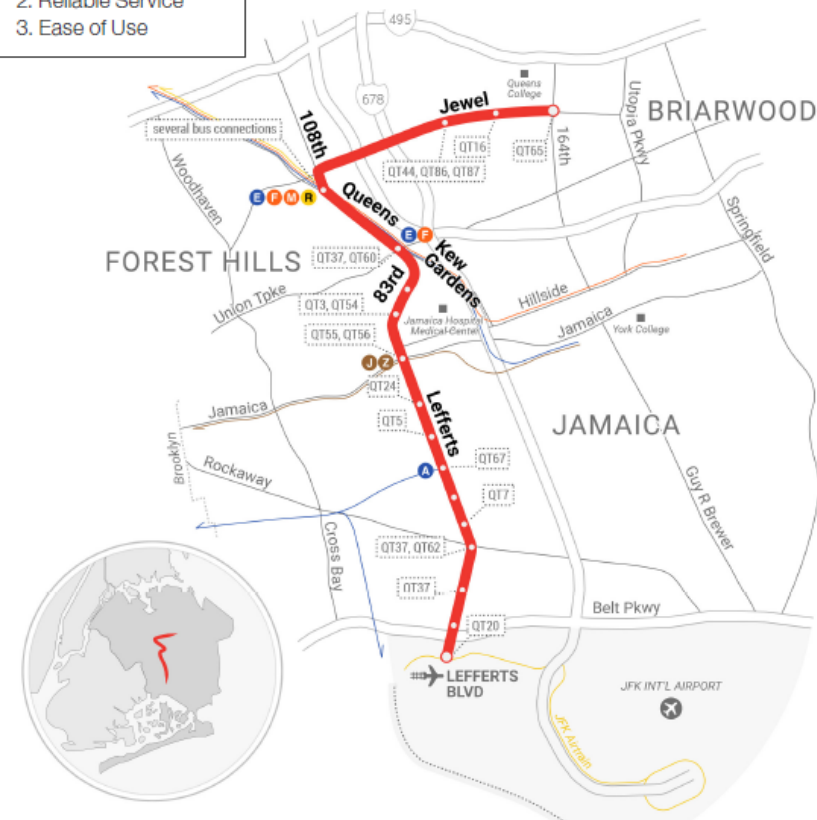 2. Reliable Service
3. Ease of Use
495
678
Queens
College
Utopia Pkwy
BRIARWOOD
Jewel
108th
several bus connections
QT16
QT65
164th
QT44, QT86, QT87
Woodhaven
E F M R
Queens
E F
Kew
Gardens
Springfield
FOREST HILLS
QT37, QT60
83rd
Union Tpke
QT3, QT54
Hillside
Jamaica Hospital
Medical Center
Jamaica
York College
QT55, QT56
J Z
QT24
Lefferts
Jamaica
QT5
JAMAICA
Brooklyn
Rockaway
A
QT67
QT7
Guy R Brewer
Cross Bay
QT37, QT62
QT37
Belt Pkwy
QT20
LEFFERTS
BLVD
JFK INT'L AIRPORT
JFK Airtrain